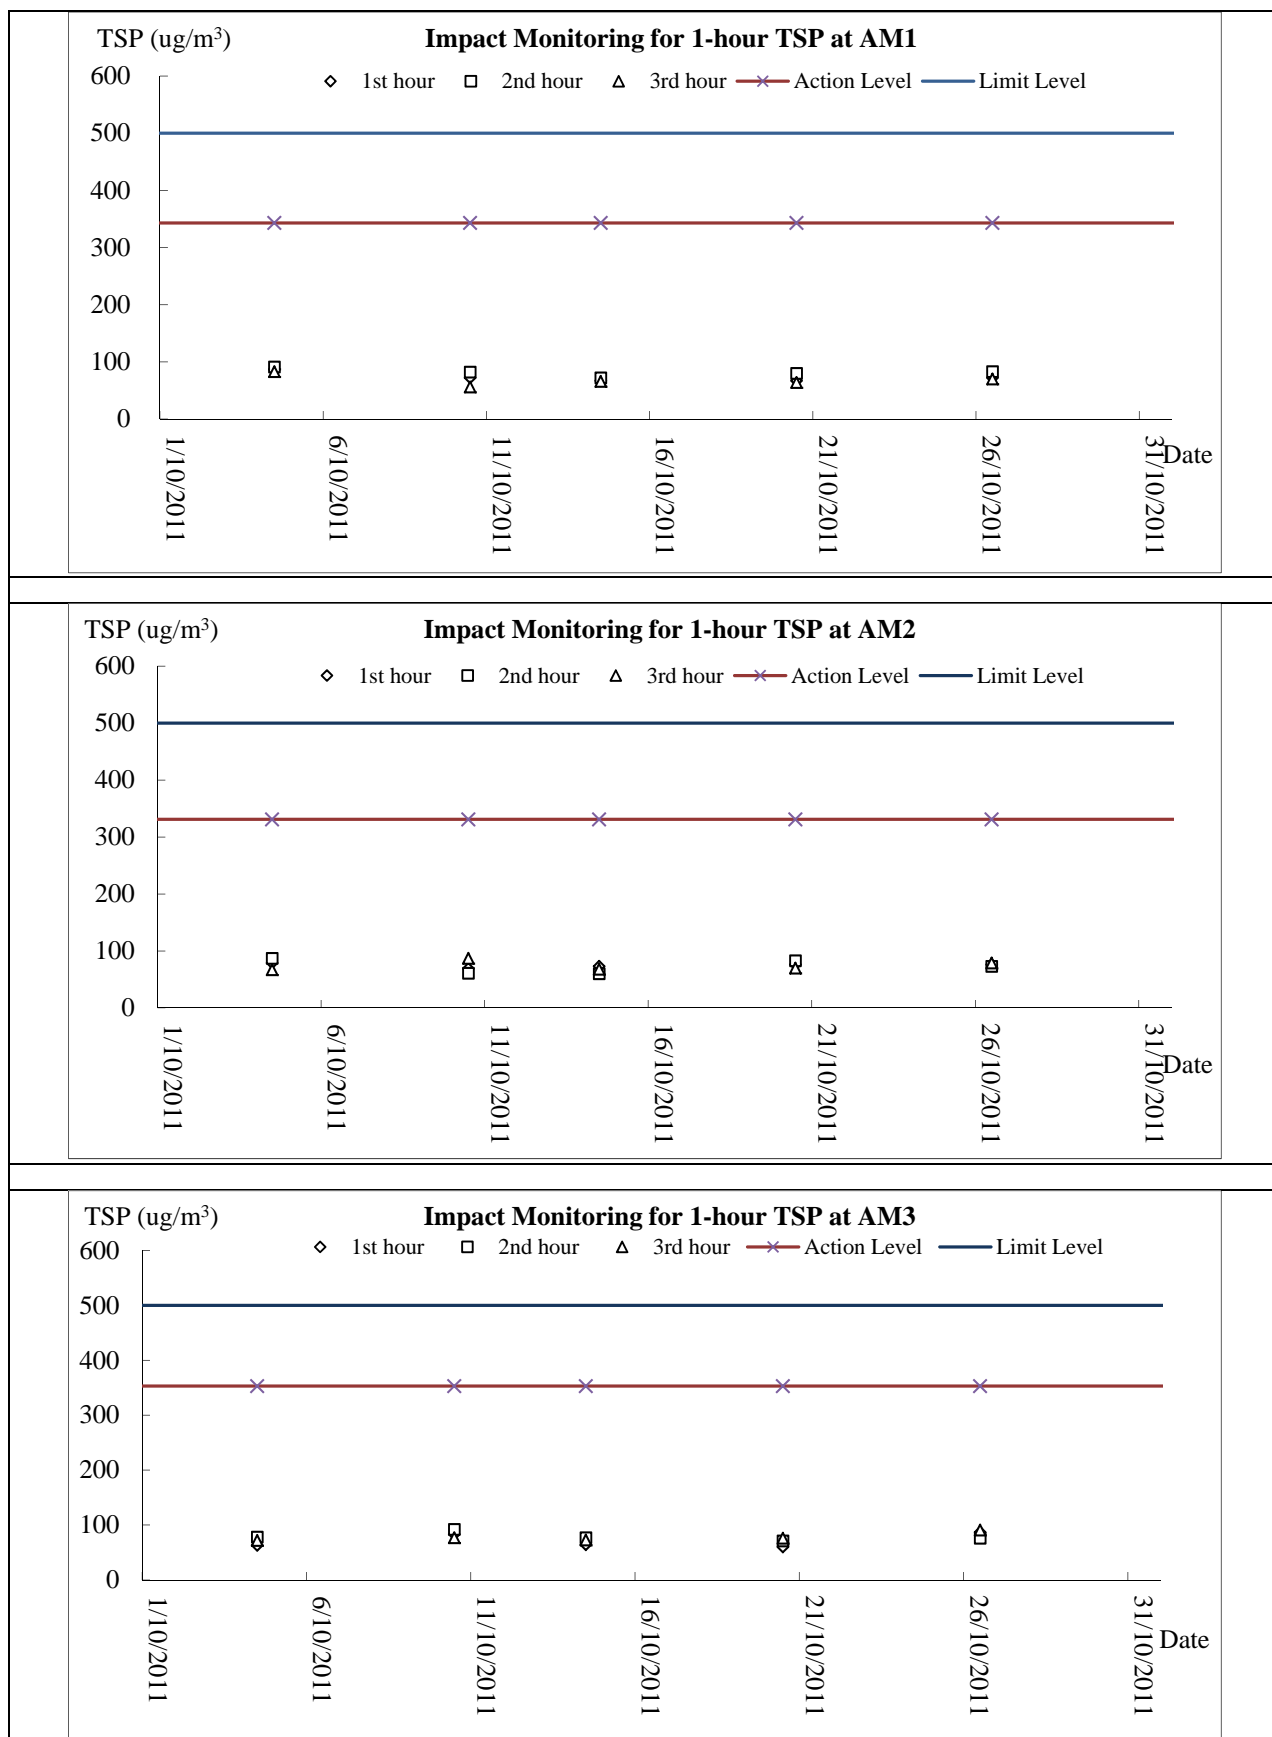 TSP (ug/m³) Impact Monitoring for 1-hour TSP at AM1
600
1st hour 2nd hour 3rd hour Action Level Limit Level
500
400
300
200
100
0
1/10/2011 6/10/2011 11/10/2011 16/10/2011 21/10/2011 26/10/2011 31/10/2011 Date
TSP (ug/m³) Impact Monitoring for 1-hour TSP at AM2
600
1st hour 2nd hour 3rd hour Action Level Limit Level
500
400
300
200
100
0
1/10/2011 6/10/2011 11/10/2011 16/10/2011 21/10/2011 26/10/2011 31/10/2011 Date
TSP (ug/m³) Impact Monitoring for 1-hour TSP at AM3
600
1st hour 2nd hour 3rd hour Action Level Limit Level
500
400
300
200
100
0
1/10/2011 6/10/2011 11/10/2011 16/10/2011 21/10/2011 26/10/2011 31/10/2011 Date